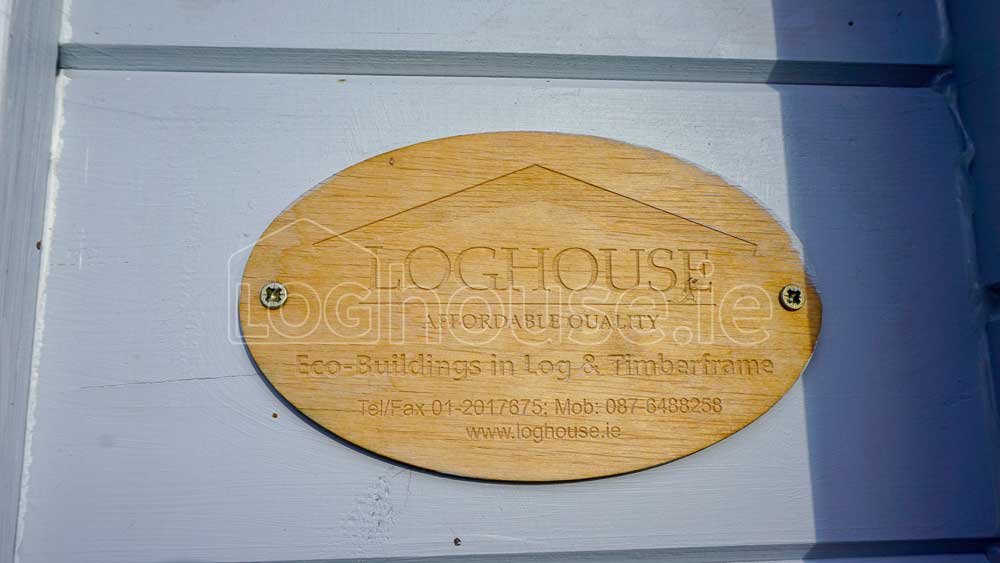 LOGHOUSE
AFFORDABLE QUALITY
Eco-Buildings in Log & Timberframe
Tel/Fax 01-2017675; Mob: 087-6488258
www.loghouse.ie
LOGhouse.ie